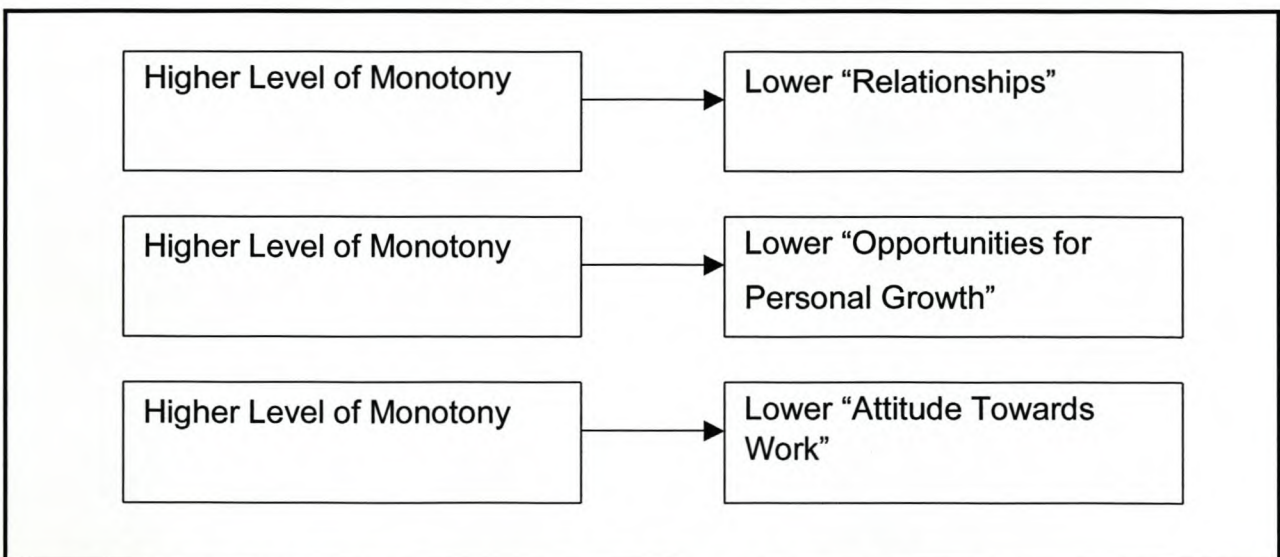 Higher Level of Monotony
Lower “Relationships”
Higher Level of Monotony
Lower “Opportunities for
Personal Growth”
Higher Level of Monotony
Lower “Attitude Towards
Work”